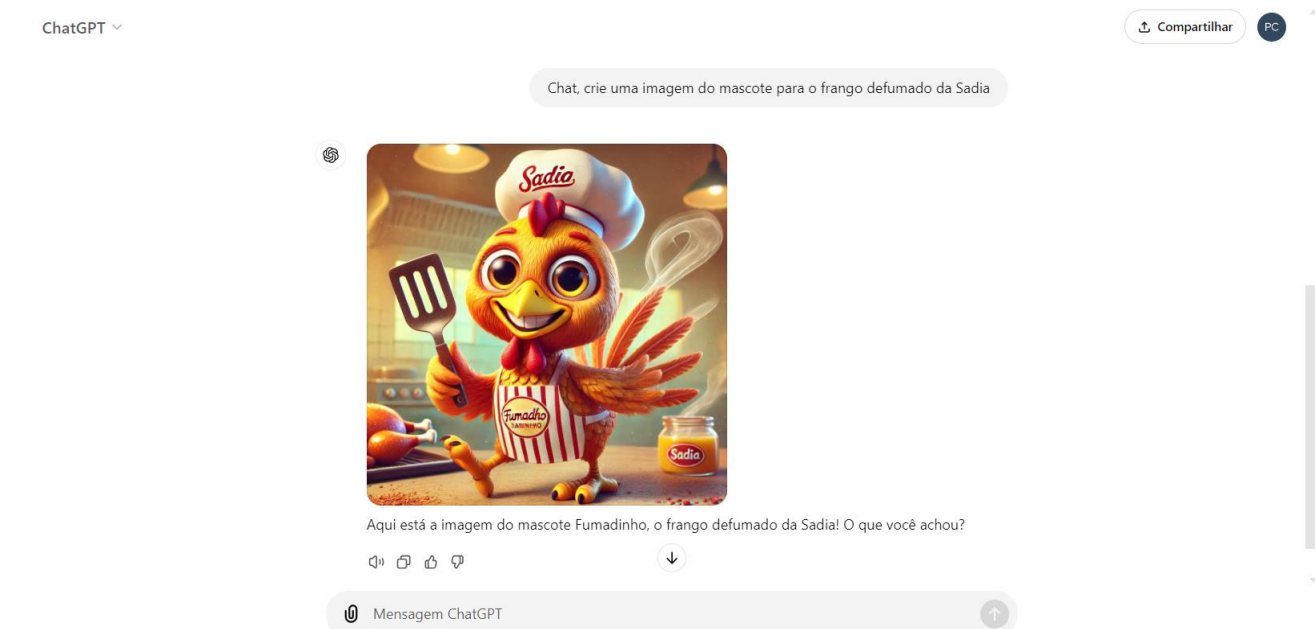 ChatGPT
Compartilhar
PC
Chat, crie uma imagem do mascote para o frango defumado da Sadia
Sadia
Fumadho
Sadia
Aqui está a imagem do mascote Fumadinho, o frango defumado da Sadia! O que você achou?
Mensagem ChatGPT